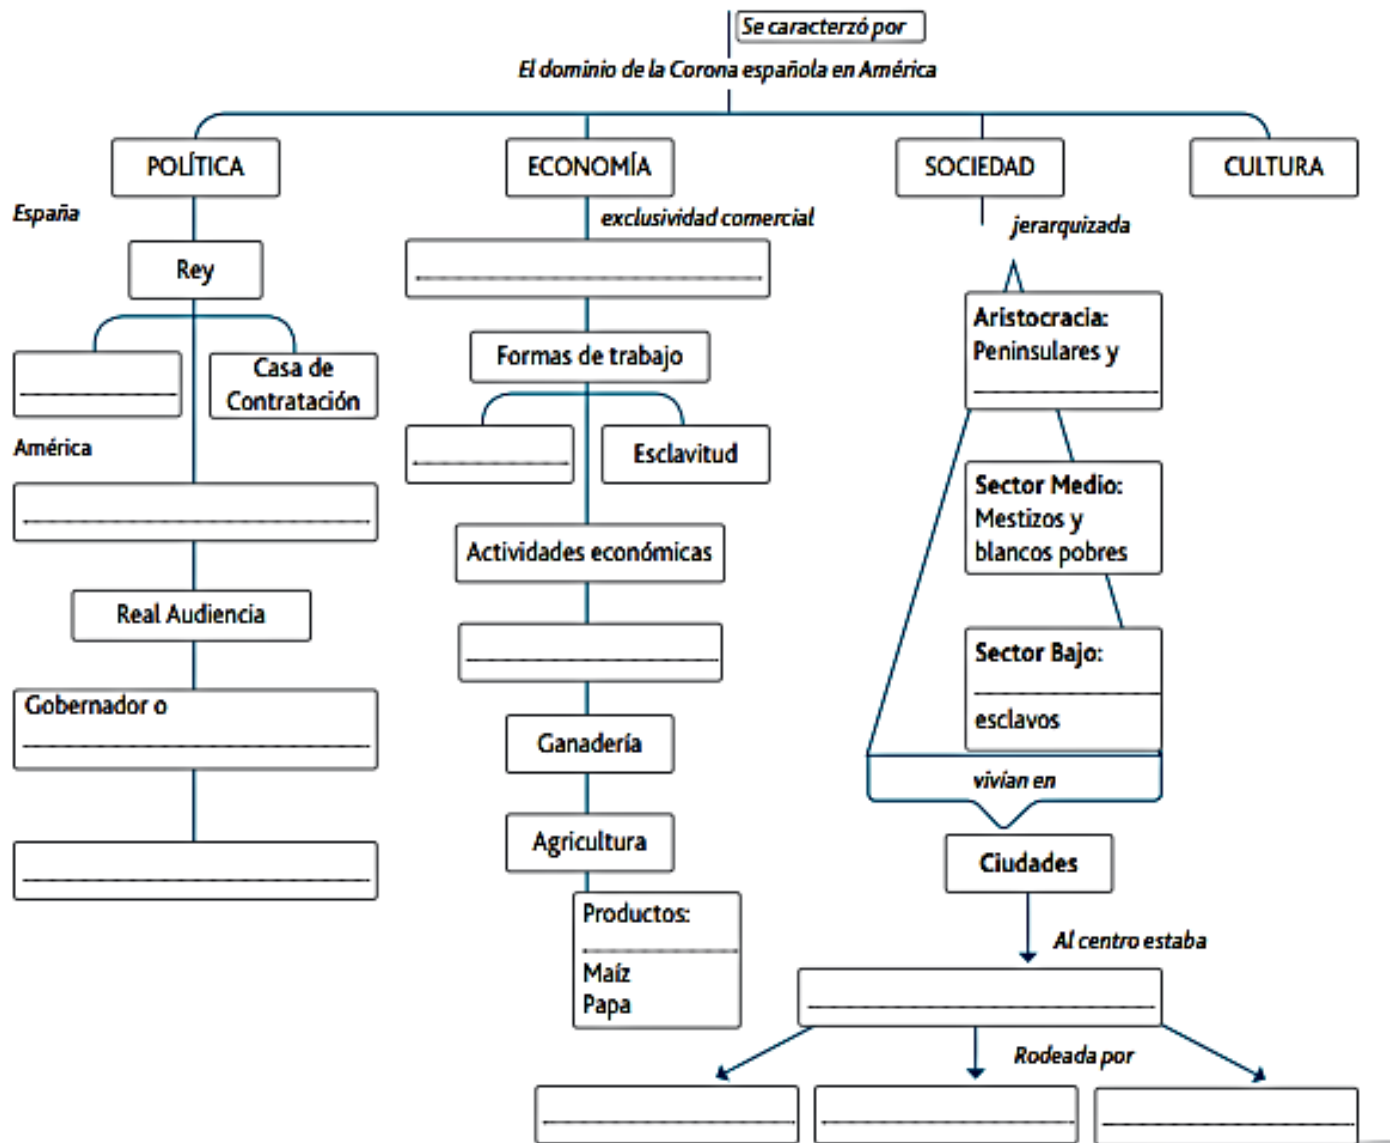 Se caracterzó por
El dominio de la Corona española en América
POLÍTICA
ECONOMÍA
SOCIEDAD
CULTURA
España
exclusividad comercial
jerarquizada
Rey
Casa de
Contratación
Formas de trabajo
Aristocracia:
Peninsulares y
América
Esclavitud
Sector Medio:
Mestizos y
blancos pobres
Actividades económicas
Real Audiencia
Sector Bajo:
esclavos
Gobernador o
Ganadería
vivían en
Agricultura
Ciudades
Productos:
Maíz
Papa
Al centro estaba
Rodeada por